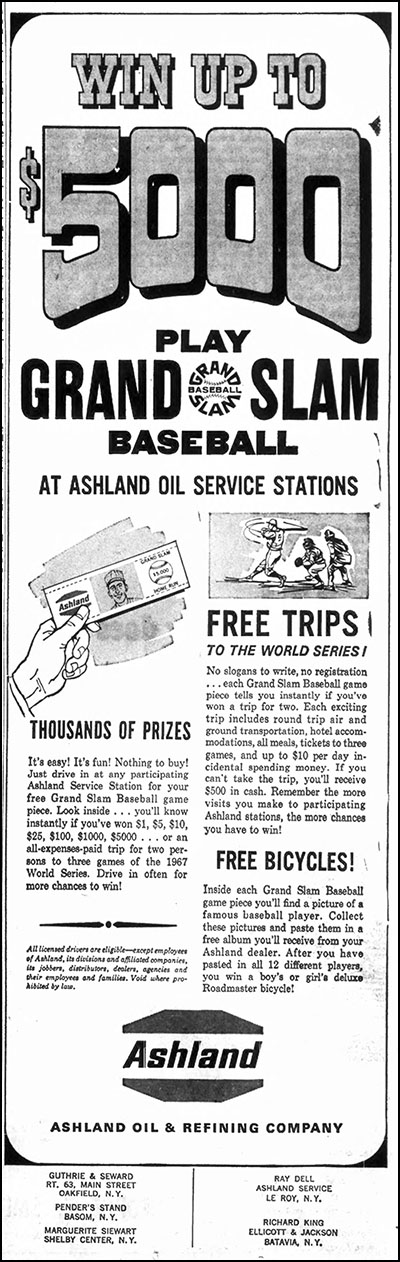 WIN UP TO
$5000
PLAY
GRAND GRAND SLAM BASEBALL SLAM
BASEBALL
AT ASHLAND OIL SERVICE STATIONS
Ashland
GRAND SLAM
$5000
HOME RUN
THOUSANDS OF PRIZES
It's easy! It's fun! Nothing to buy!
Just drive in at any participating
Ashland Service Station for your
free Grand Slam Baseball game
piece. Look inside . . . you'll know
instantly if you've won $1, $5, $10,
$25, $100, $1000, $5000 . . . or an
all-expenses-paid trip for two per-
sons to three games of the 1967
World Series. Drive in often for
more chances to win!
All licensed drivers are eligible—except employees
of Ashland, its divisions and affiliated companies,
its jobbers, distributors, dealers, agencies and
their employees and families. Void where pro-
hibited by law.
FREE TRIPS
TO THE WORLD SERIES!
No slogans to write, no registration
. . . each Grand Slam Baseball game
piece tells you instantly if you've
won a trip for two. Each exciting
trip includes round trip air and
ground transportation, hotel accom-
modations, all meals, tickets to three
games, and up to $10 per day in-
cidental spending money. If you
can't take the trip, you'll receive
$500 in cash. Remember the more
visits you make to participating
Ashland stations, the more chances
you have to win!
FREE BICYCLES!
Inside each Grand Slam Baseball
game piece you'll find a picture of a
famous baseball player. Collect
these pictures and paste them in a
free album you'll receive from your
Ashland dealer. After you have
pasted in all 12 different players,
you win a boy's or girl's deluxe
Roadmaster bicycle!
Ashland
ASHLAND OIL & REFINING COMPANY
GUTHRIE & SEWARD
RT. 63, MAIN STREET
OAKFIELD, N.Y.
PENDER'S STAND
BASOM, N.Y.
MARGUERITE SIEWART
SHELBY CENTER, N.Y.
RAY DELL
ASHLAND SERVICE
LE ROY, N.Y.
RICHARD KING
ELLICOTT & JACKSON
BATAVIA, N.Y.